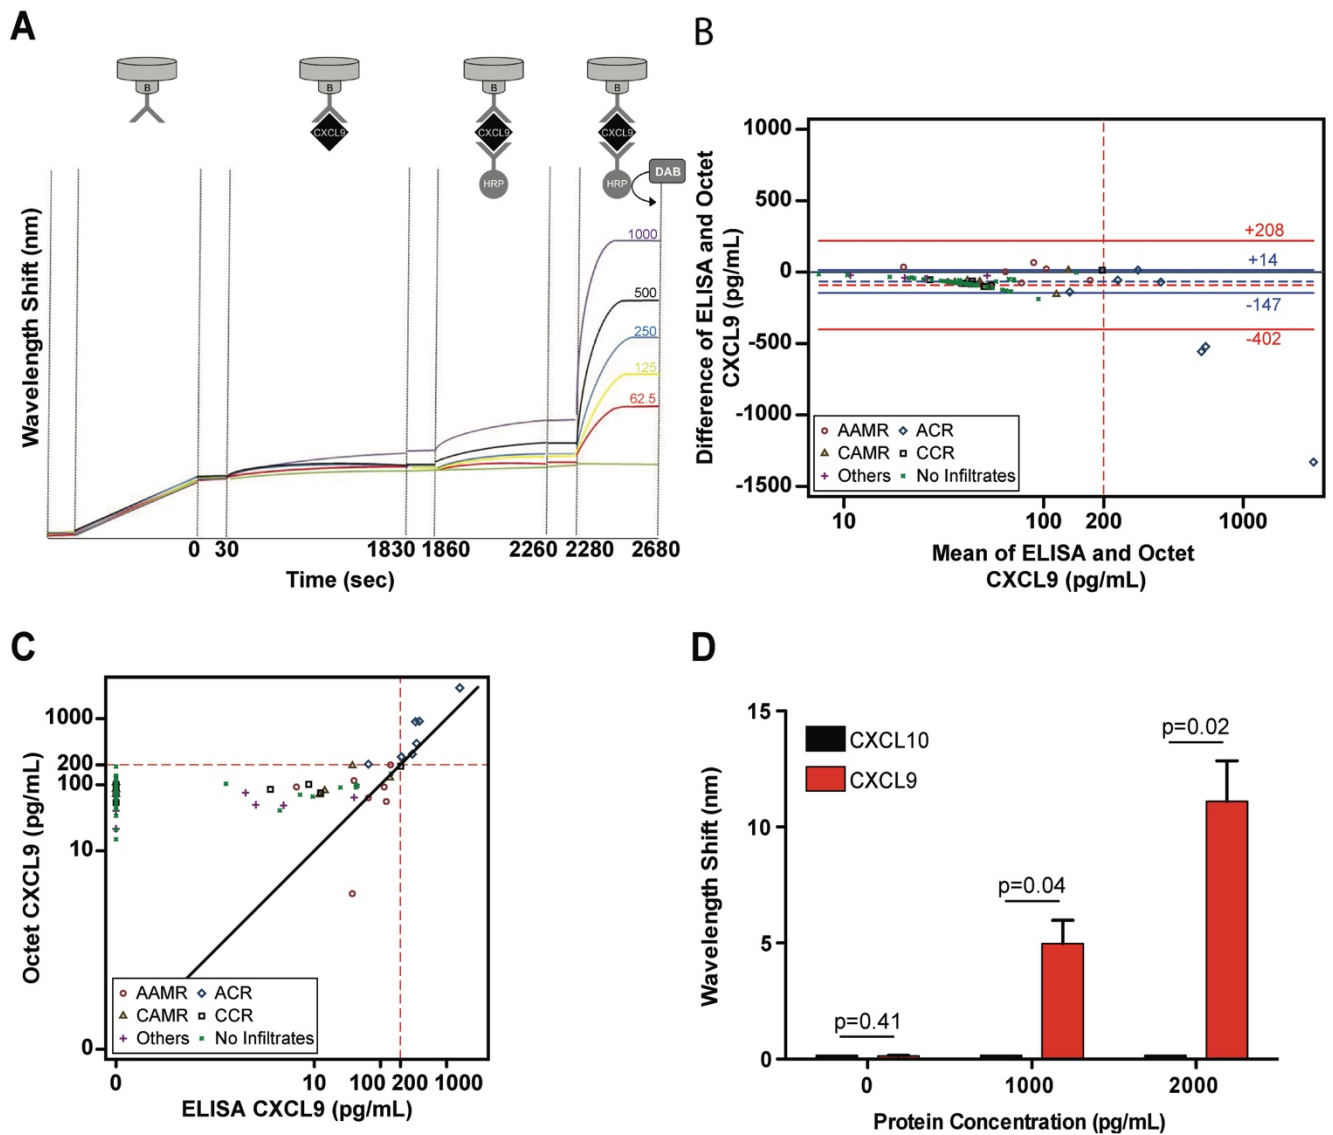 A
B
B
B
B
CXCL9
CXCL9
CXCL9
HRP
HRP
DAB
Wavelength Shift (nm)
1000
500
250
125
62.5
0 30 1830 1860 2260 2280 2680
Time (sec)
B
Difference of ELISA and Octet
CXCL9 (pg/mL)
1000
500
0
-500
-1000
-1500
+208
+14
-147
-402
AAMR ACR
CAMR CCR
Others No Infiltrates
10 100 200 1000
Mean of ELISA and Octet
CXCL9 (pg/mL)
C
Octet CXCL9 (pg/mL)
1000
200
100
10
0
AAMR ACR
CAMR CCR
Others No Infiltrates
0 10 100 200 1000
ELISA CXCL9 (pg/mL)
D
Wavelength Shift (nm)
15
10
5
0
CXCL10
CXCL9
p=0.41
p=0.04
p=0.02
0 1000 2000
Protein Concentration (pg/mL)